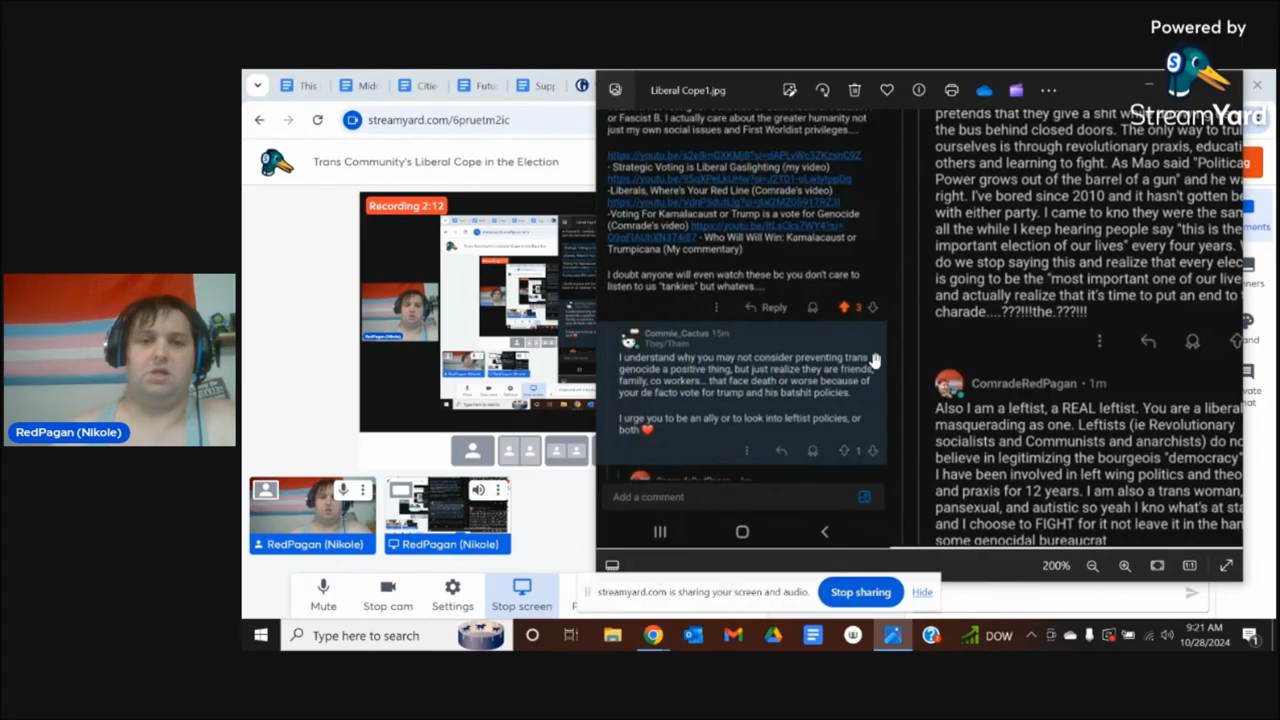 Powered by
StreamYard
This
Mid
Citie
Futu
Supp
streamyard.com/6pruetm2ic
Trans Community's Liberal Cope in the Election
Recording 2:12
RedPagan (Nikole)
RedPagan (Nikole)
RedPagan (Nikole)
Mute
Stop cam
Settings
Stop screen
Liberal Cope1.jpg
or Fascist B. I actually care about the greater humanity not
just my own social issues and First Worldist privileges....
- Strategic Voting is Liberal Gaslighting (my video)
-Liberals, Where's Your Red Line (Comrade's video)
-Voting For Kamalacaust or Trump is a vote for Genocide
(Comrade's video)
- Who Will Win: Kamalacaust or
Trumpicana (My commentary)
I doubt anyone will even watch these bc you don't care to
listen to us "tankies" but whatevs....
Reply
3
Commie_Cactus 15m
They/Them
I understand why you may not consider preventing trans
genocide a positive thing, but just realize they are friends,
family, co workers... that face death or worse because of
your de facto vote for trump and his batshit policies.
I urge you to be an ally or to look into leftist policies, or
both ❤️
1
Add a comment
pretends that they give a shit
the bus behind closed doors. The only way to tru
ourselves is through revolutionary praxis, educati
others and learning to fight. As Mao said "Politica
Power grows out of the barrel of a gun" and he wa
right. I've bored since 2010 and it hasn't gotten be
with either party. I came to kno they were the san
all the while I keep hearing people say "this is the
important election of our lives" every four years. 
do we stop saying this and realize that every elec
is going to be the "most important one of our live
and actually realize that it's time to put an end to
charade....???!!!the.???!!!
ComradeRedPagan · 1m
Also I am a leftist, a REAL leftist. You are a liberal
masquerading as one. Leftists (ie Revolutionary
socialists and Communists and anarchists) do no
believe in legitimizing the bourgeois "democracy"
I have been involved in left wing politics and theo
and praxis for 12 years. I am also a trans woman,
pansexual, and autistic so yeah I kno what's at sta
and I choose to FIGHT for it not leave it in the han
some genocidal bureaucrat
200%
streamyard.com is sharing your screen and audio.
Stop sharing
Hide
Type here to search
DOW
9:21 AM
10/28/2024